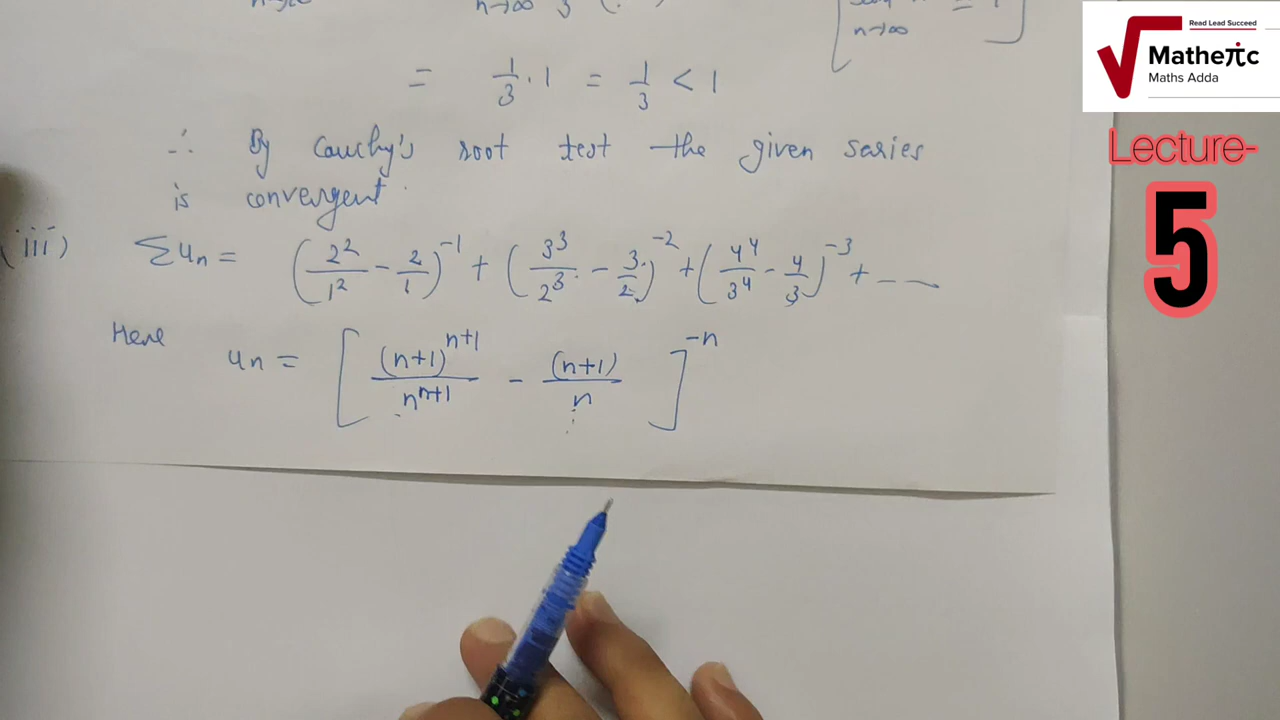 n→∞ 3
n→∞
= 1/3 · 1 = 1/3 < 1
∴ By Cauchy's root test the given series
is convergent.
(iii) ∑un = (2²/1² − 2/1)⁻¹ + (3³/2³ − 3/2)⁻² + (4⁴/3⁴ − 4/3)⁻³ + ---
Here un = [(n+1)^(n+1)/n^(n+1) − (n+1)/n]^(-n)
Read Lead Succeed
Matheπc
Maths Adda
Lecture-
5